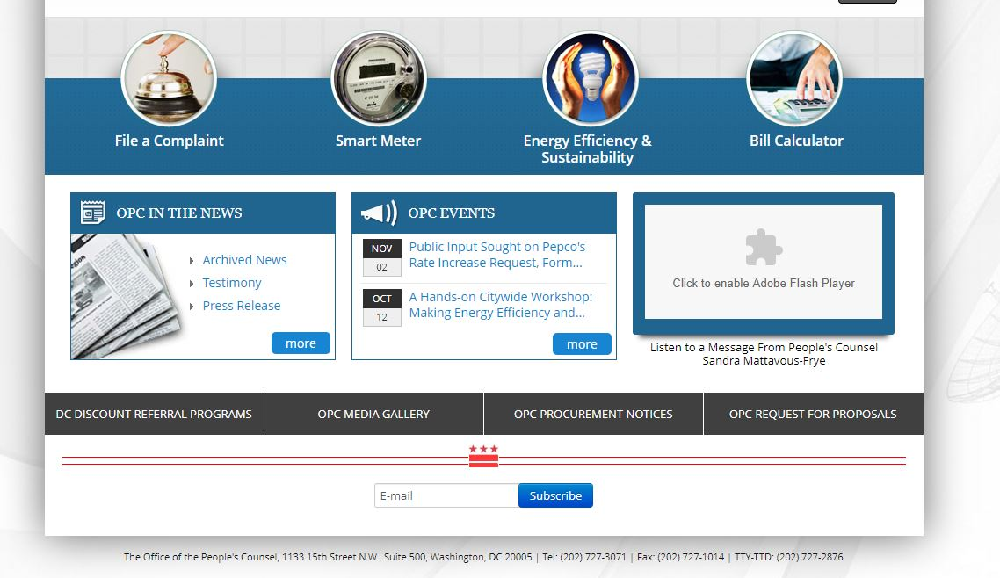 File a Complaint
Smart Meter
Energy Efficiency &
Sustainability
Bill Calculator
OPC IN THE NEWS
Archived News
Testimony
Press Release
more
OPC EVENTS
NOV
02
Public Input Sought on Pepco's
Rate Increase Request, Form...
OCT
12
A Hands-on Citywide Workshop:
Making Energy Efficiency and...
more
Click to enable Adobe Flash Player
Listen to a Message From People's Counsel
Sandra Mattavous-Frye
DC DISCOUNT REFERRAL PROGRAMS
OPC MEDIA GALLERY
OPC PROCUREMENT NOTICES
OPC REQUEST FOR PROPOSALS
E-mail
Subscribe
The Office of the People's Counsel, 1133 15th Street N.W., Suite 500, Washington, DC 20005 | Tel: (202) 727-3071 | Fax: (202) 727-1014 | TTY-TTD: (202) 727-2876